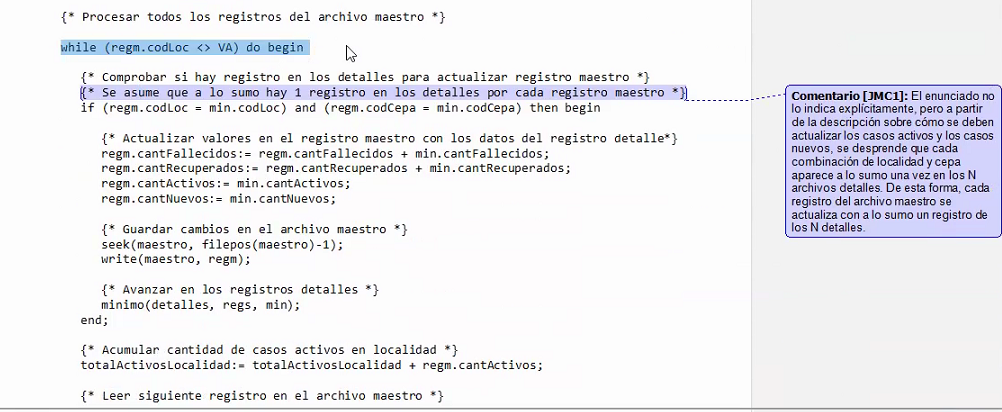 {* Procesar todos los registros del archivo maestro *}
while (regm.codLoc <> VA) do begin
{* Comprobar si hay registro en los detalles para actualizar registro maestro *}
{* Se asume que a lo sumo hay 1 registro en los detalles por cada registro maestro *}
if (regm.codLoc = min.codLoc) and (regm.codCepa = min.codCepa) then begin
{* Actualizar valores en el registro maestro con los datos del registro detalle*}
regm.cantFallecidos:= regm.cantFallecidos + min.cantFallecidos;
regm.cantRecuperados:= regm.cantRecuperados + min.cantRecuperados;
regm.cantActivos:= min.cantActivos;
regm.cantNuevos:= min.cantNuevos;
{* Guardar cambios en el archivo maestro *}
seek(maestro, filepos(maestro)-1);
write(maestro, regm);
{* Avanzar en los registros detalles *}
minimo(detalles, regs, min);
end;
{* Acumular cantidad de casos activos en localidad *}
totalActivosLocalidad:= totalActivosLocalidad + regm.cantActivos;
{* Leer siguiente registro en el archivo maestro *}
Comentario [JMC1]: El enunciado no
lo indica explícitamente, pero a partir
de la descripción sobre cómo se deben
actualizar los casos activos y los casos
nuevos, se desprende que cada
combinación de localidad y cepa
aparece a lo sumo una vez en los N
archivos detalles. De esta forma, cada
registro del archivo maestro se
actualiza con a lo sumo un registro de
los N detalles.